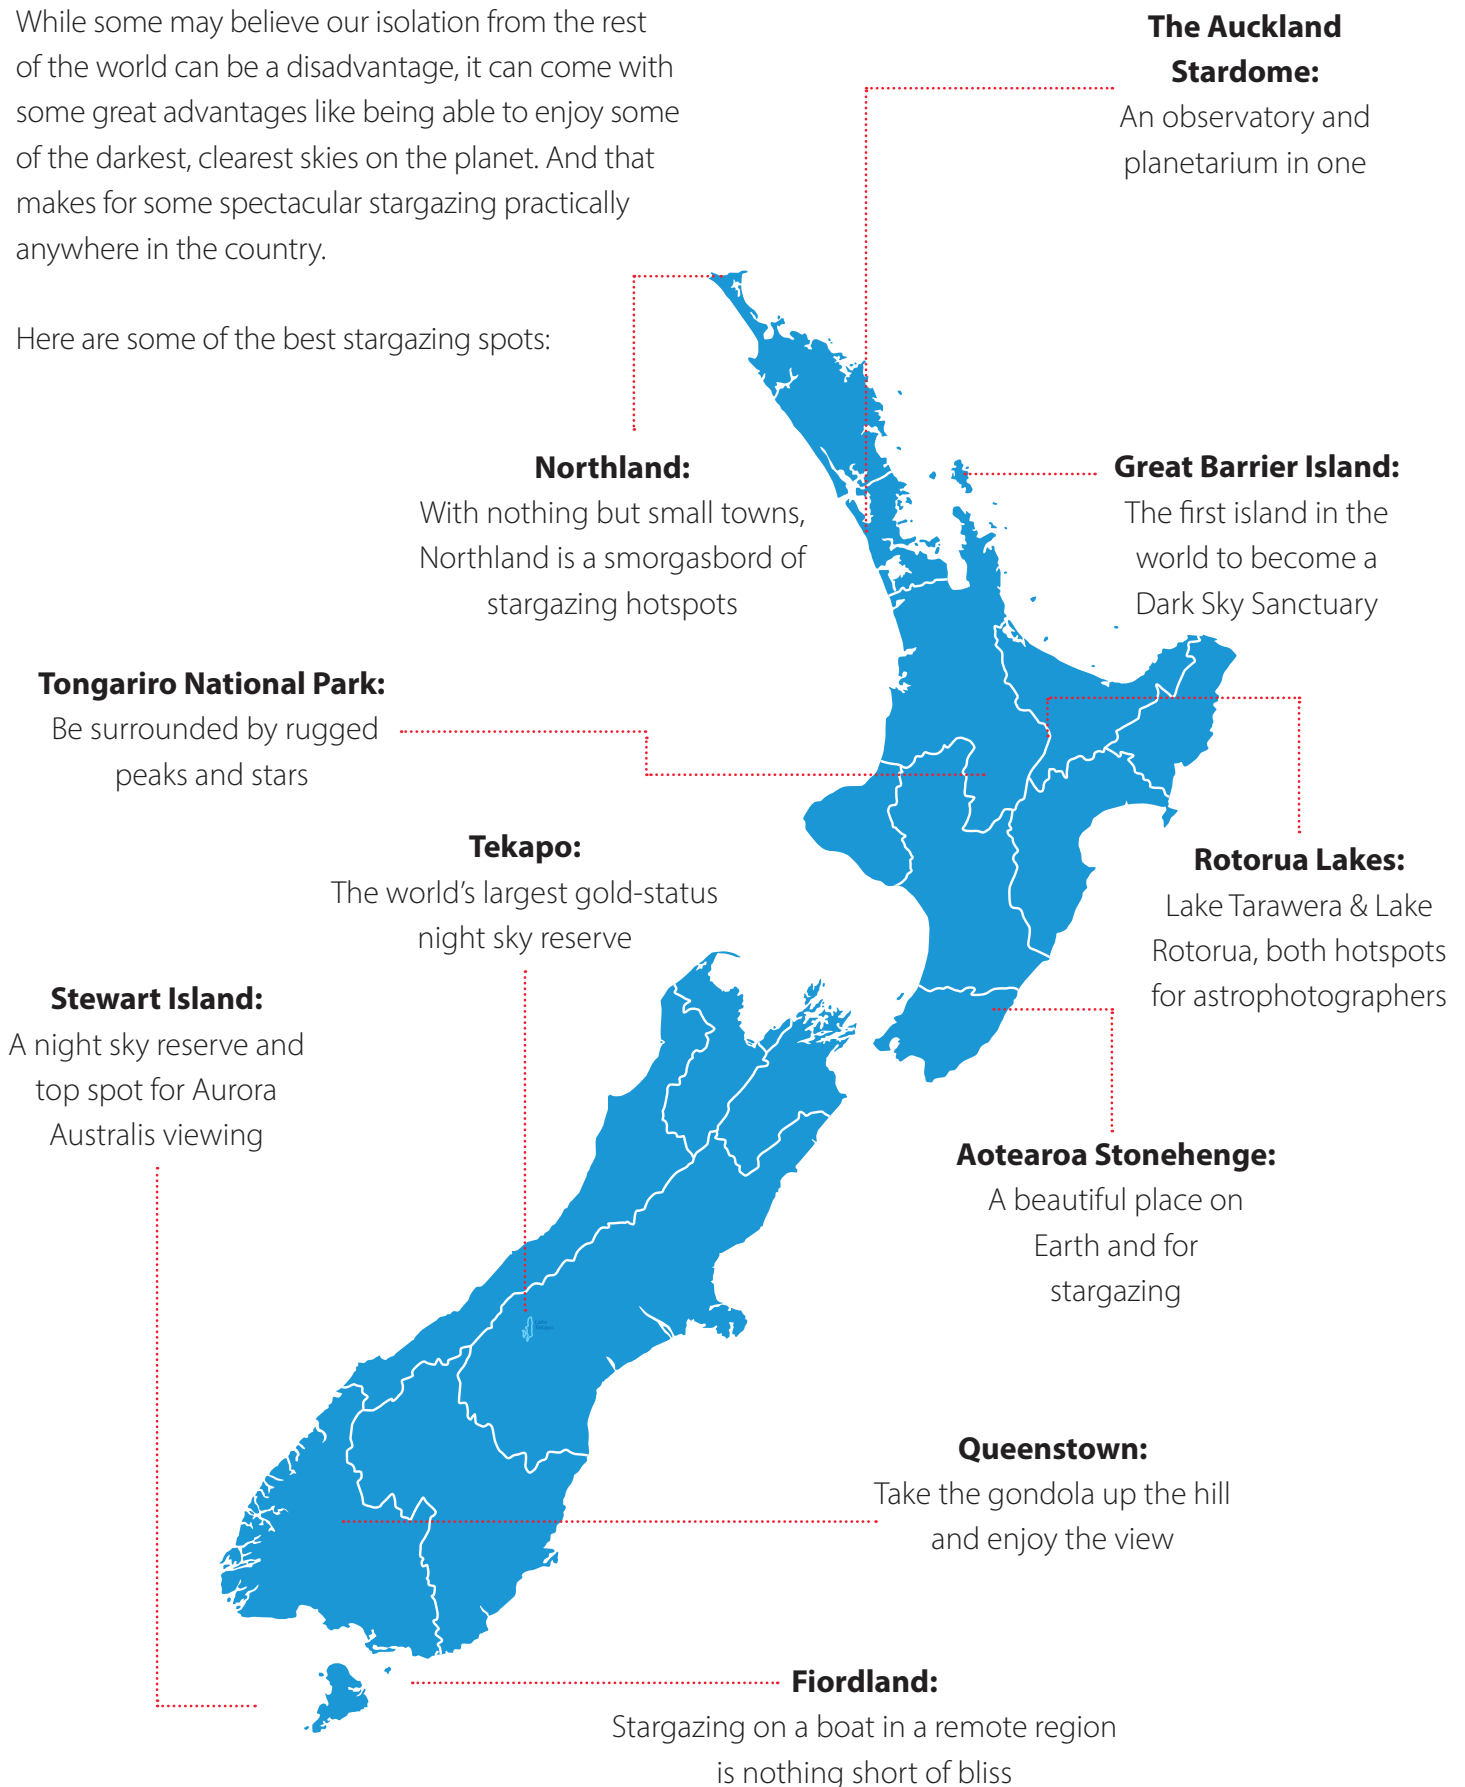 While some may believe our isolation from the rest
of the world can be a disadvantage, it can come with
some great advantages like being able to enjoy some
of the darkest, clearest skies on the planet. And that
makes for some spectacular stargazing practically
anywhere in the country.
Here are some of the best stargazing spots:
The Auckland
Stardome:
An observatory and
planetarium in one
Northland:
With nothing but small towns,
Northland is a smorgasbord of
stargazing hotspots
Great Barrier Island:
The first island in the
world to become a
Dark Sky Sanctuary
Tongariro National Park:
Be surrounded by rugged
peaks and stars
Tekapo:
The world's largest gold-status
night sky reserve
Rotorua Lakes:
Lake Tarawera & Lake
Rotorua, both hotspots
for astrophotographers
Stewart Island:
A night sky reserve and
top spot for Aurora
Australis viewing
Aotearoa Stonehenge:
A beautiful place on
Earth and for
stargazing
Queenstown:
Take the gondola up the hill
and enjoy the view
Fiordland:
Stargazing on a boat in a remote region
is nothing short of bliss